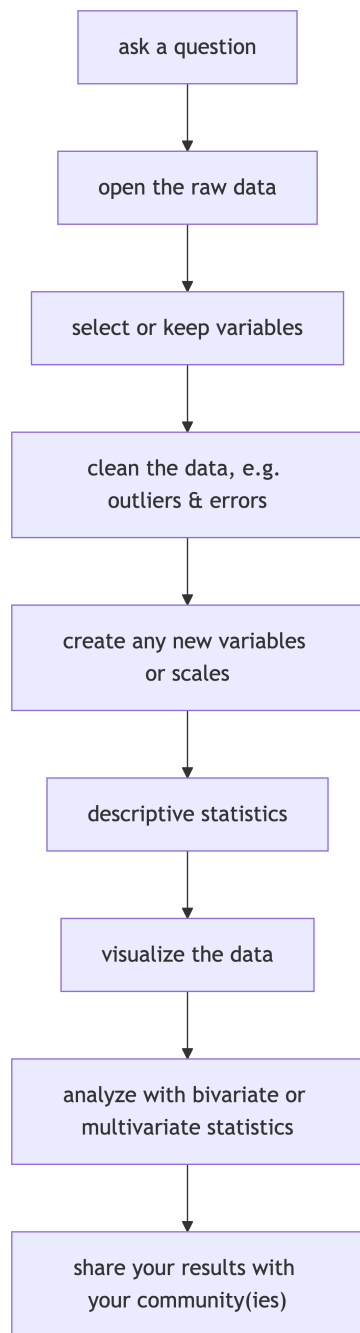 ask a question
open the raw data
select or keep variables
clean the data, e.g.
outliers & errors
create any new variables
or scales
descriptive statistics
visualize the data
analyze with bivariate or
multivariate statistics
share your results with
your community(ies)